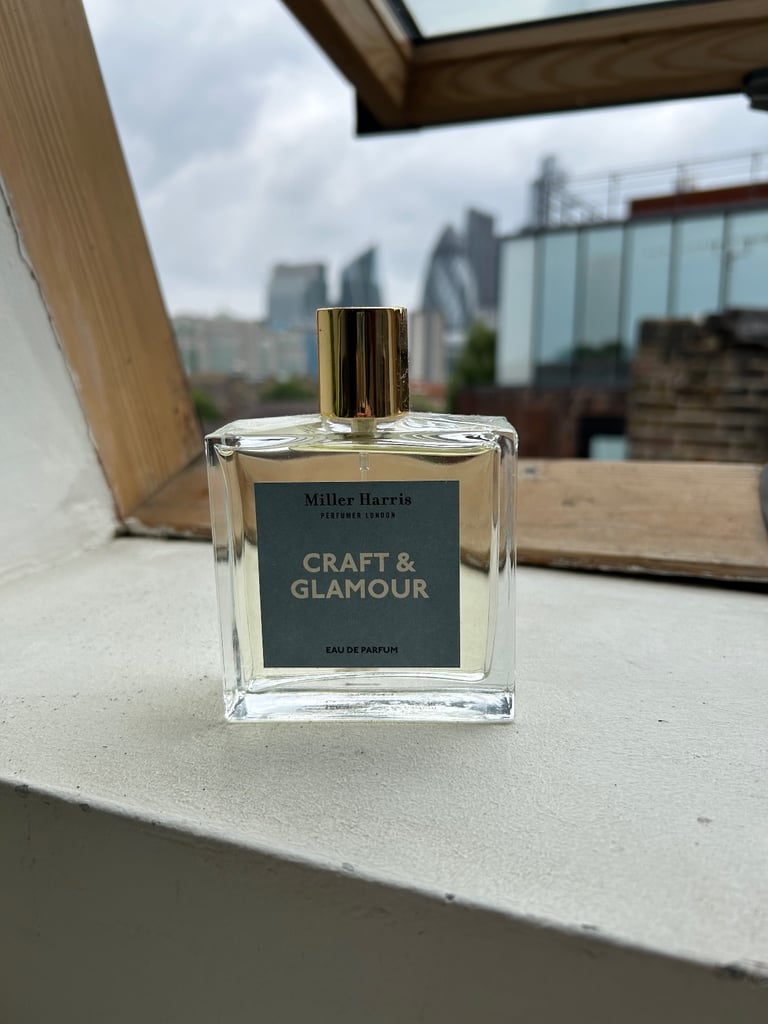 Miller Harris
PERFUMER LONDON
CRAFT &
GLAMOUR
EAU DE PARFUM